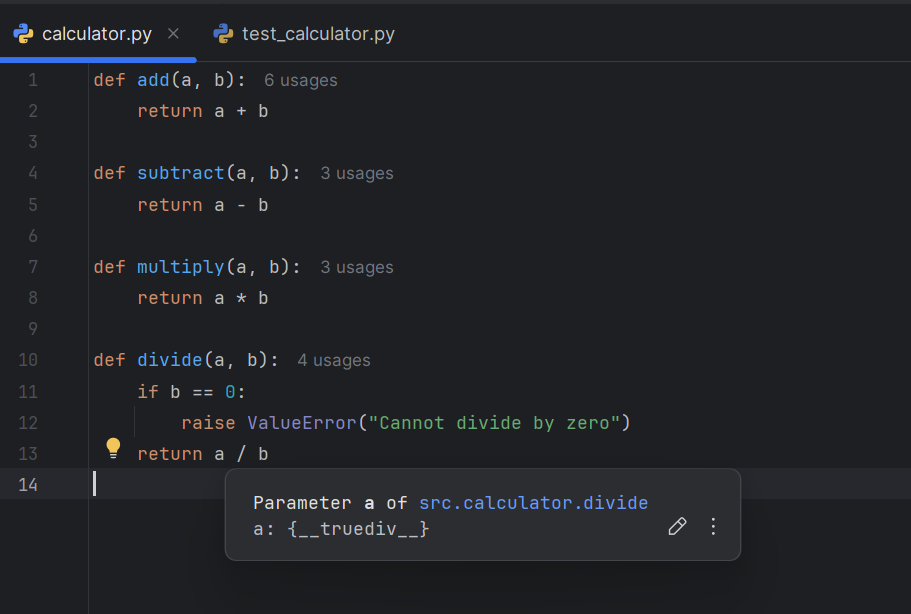 calculator.py
test_calculator.py
1 def add(a, b): 6 usages
2 return a + b
3
4 def subtract(a, b): 3 usages
5 return a - b
6
7 def multiply(a, b): 3 usages
8 return a * b
9
10 def divide(a, b): 4 usages
11 if b == 0:
12 raise ValueError("Cannot divide by zero")
13 return a / b
14
Parameter a of src.calculator.divide
a: {__truediv__}